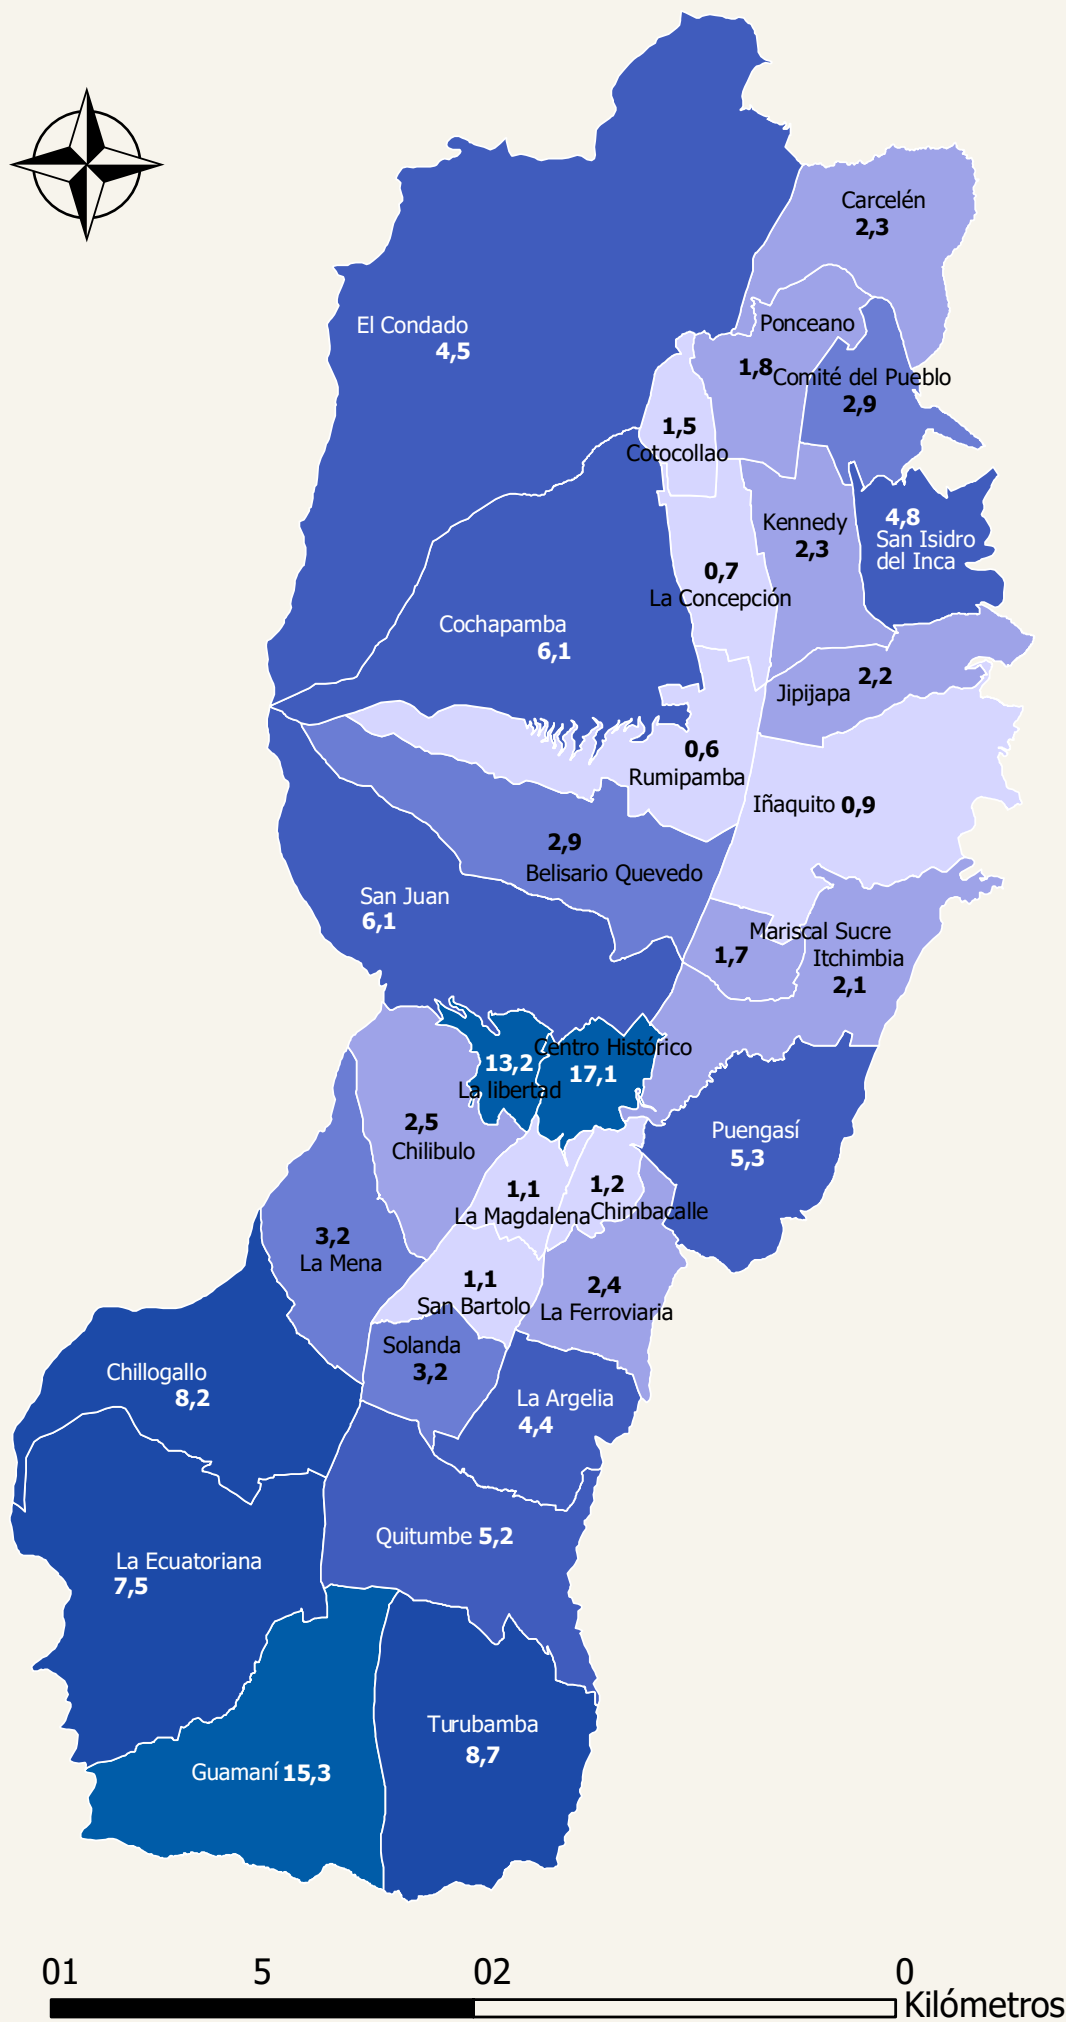 Carcelén
2,3
El Condado
4,5
Ponceano
1,8
Comité del Pueblo
2,9
1,5
Cotocollao
4,8
San Isidro
del Inca
Kennedy
2,3
0,7
La Concepción
Cochapamba
6,1
2,2
Jipijapa
0,6
Rumipamba
Iñaquito 0,9
2,9
Belisario Quevedo
San Juan
6,1
Mariscal Sucre
1,7
Itchimbia
2,1
Centro Histórico
17,1
13,2
La libertad
2,5
Chilibulo
Puengasí
5,3
1,1
La Magdalena
1,2
Chimbacalle
3,2
La Mena
1,1
San Bartolo
2,4
La Ferroviaria
Solanda
3,2
Chillogallo
8,2
La Argelia
4,4
Quitumbe 5,2
La Ecuatoriana
7,5
Turubamba
8,7
Guamaní 15,3
01 5 02 0
Kilómetros